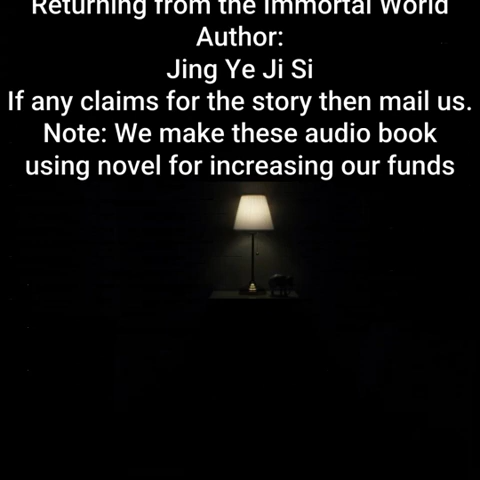 Returning from the Immortal World
Author:
Jing Ye Ji Si
If any claims for the story then mail us.
Note: We make these audio book
using novel for increasing our funds